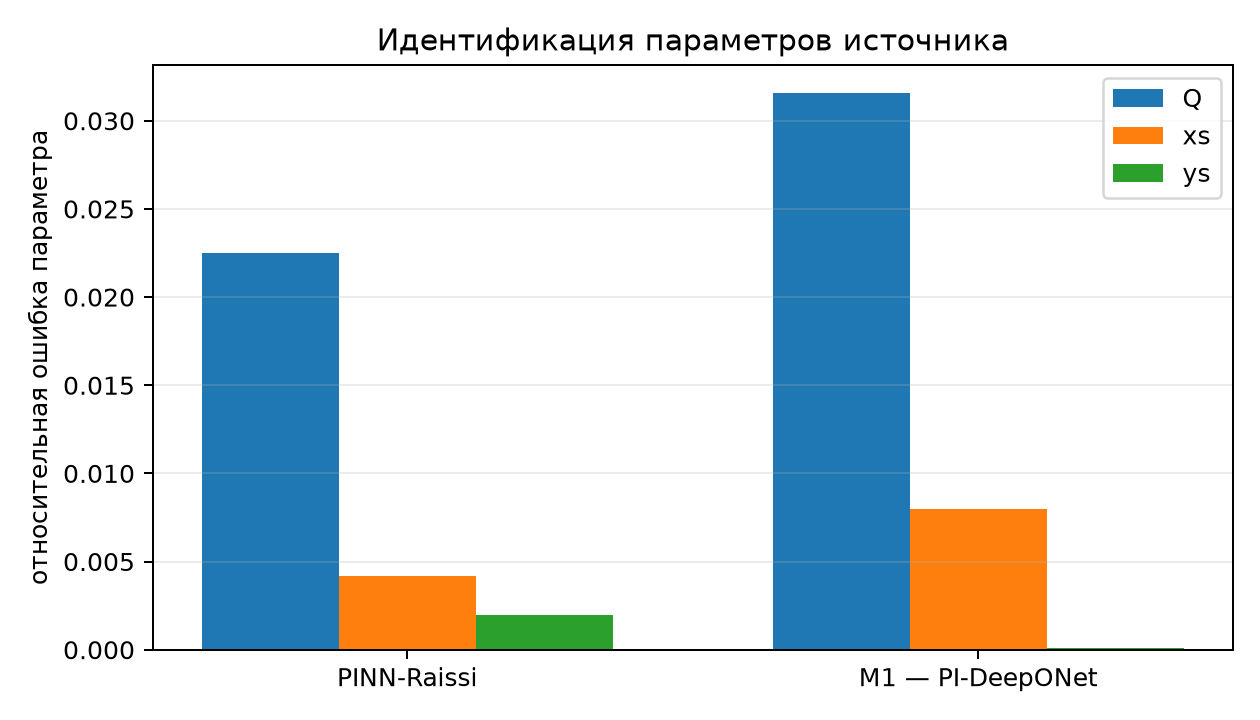 Идентификация параметров источника
относительная ошибка параметра
0.030
0.025
0.020
0.015
0.010
0.005
0.000
Q
xs
ys
PINN-Raissi
M1 — PI-DeepONet